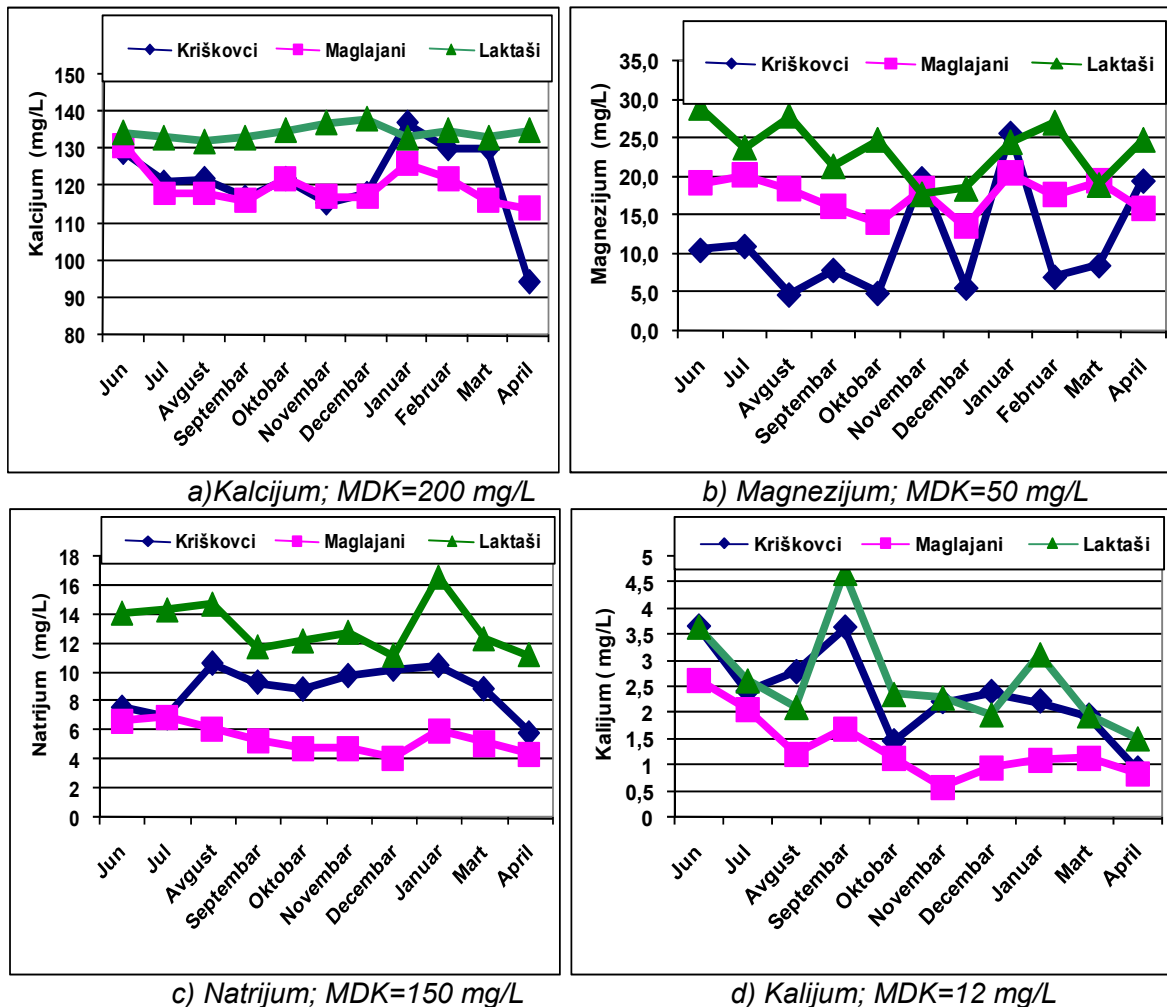 Kriškovci Maglajani Laktaši
Kalcijum (mg/L)
150
140
130
120
110
100
90
80
Jun Jul Avgust Septembar Oktobar Novembar Decembar Januar Februar Mart April
a)Kalcijum; MDK=200 mg/L
Kriškovci Maglajani Laktaši
Magnezijum (mg/L)
35,0
30,0
25,0
20,0
15,0
10,0
5,0
0,0
Jun Jul Avgust Septembar Oktobar Novembar Decembar Januar Februar Mart April
b) Magnezijum; MDK=50 mg/L
Kriškovci Maglajani Laktaši
Natrijum (mg/L)
18
16
14
12
10
8
6
4
2
0
Jun Jul Avgust Septembar Oktobar Novembar Decembar Januar Mart April
c) Natrijum; MDK=150 mg/L
Kriškovci Maglajani Laktaši
Kalijum ( mg/L)
5
4,5
4
3,5
3
2,5
2
1,5
1
0,5
0
Jun Jul Avgust Septembar Oktobar Novembar Decembar Januar Mart April
d) Kalijum; MDK=12 mg/L